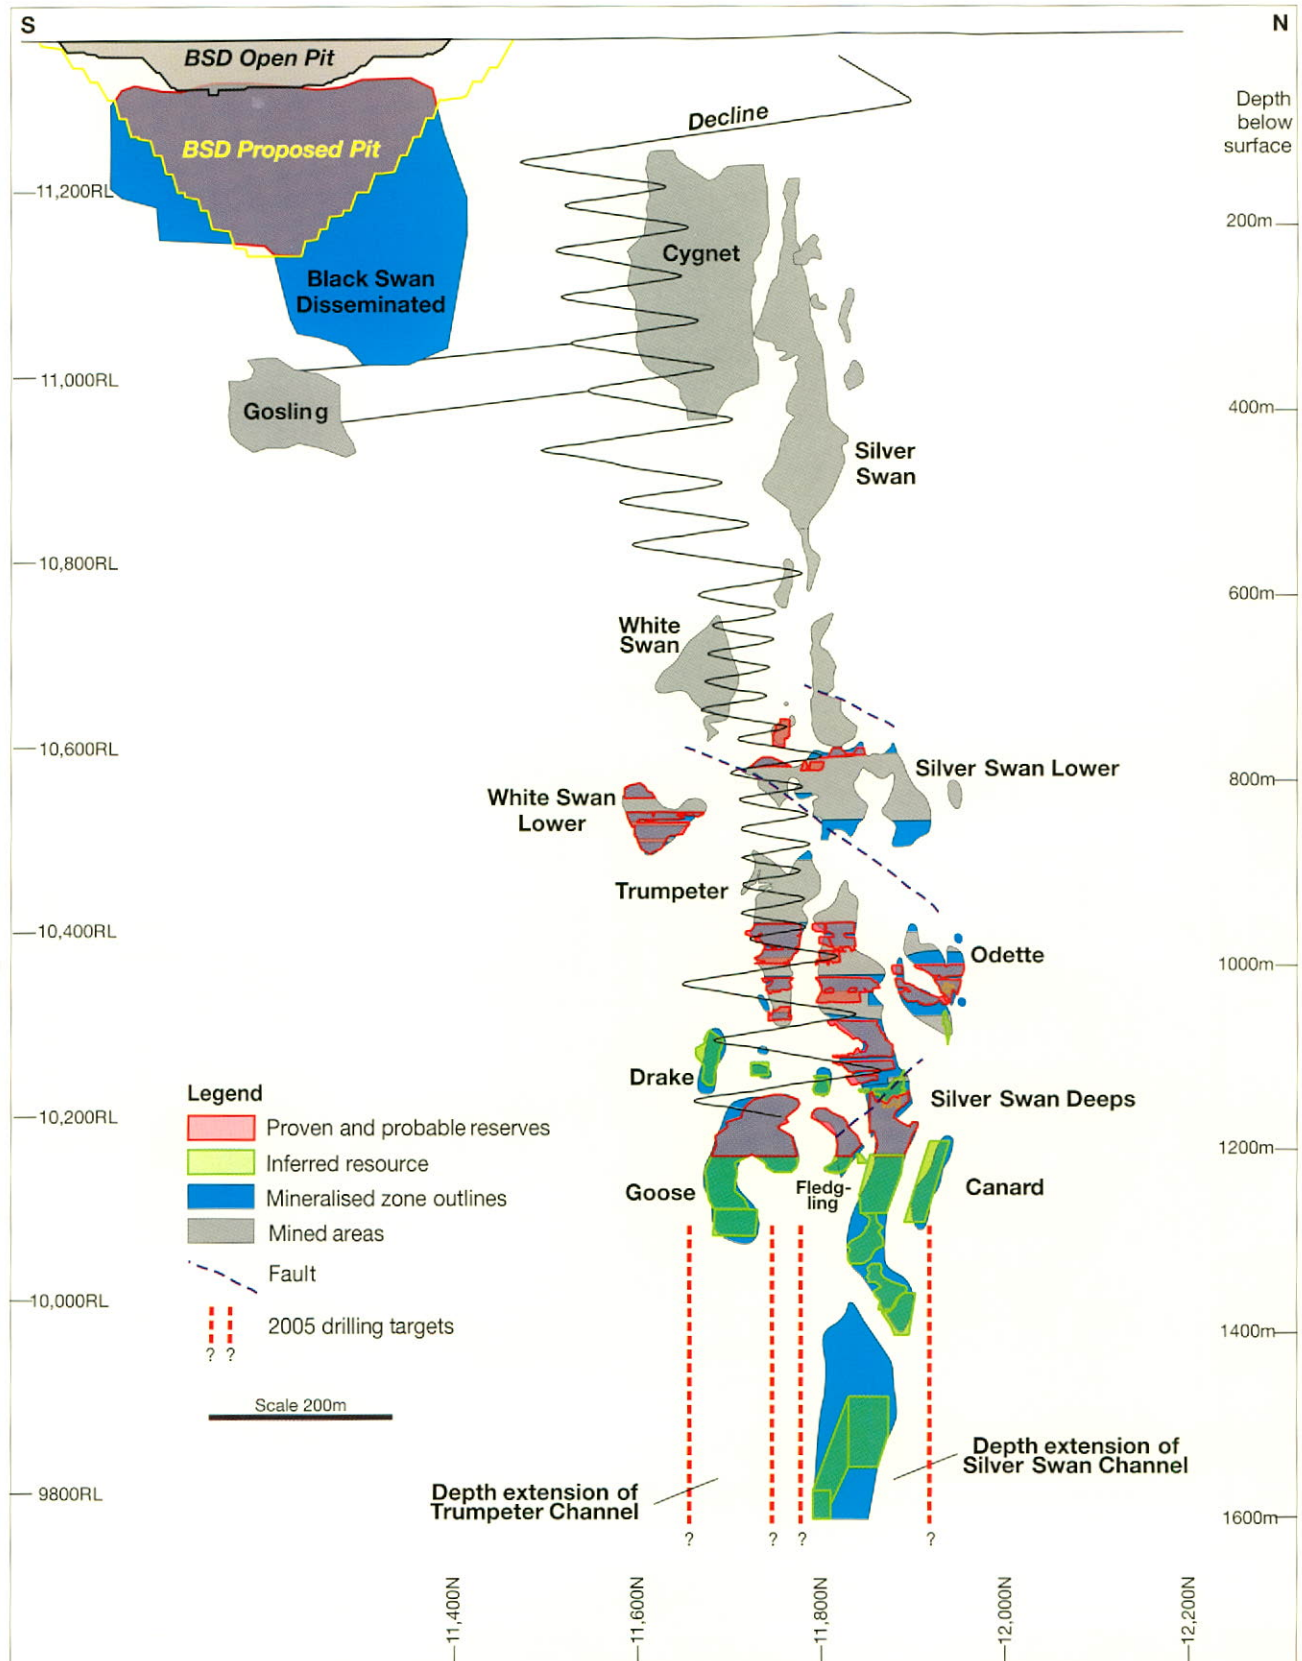 S
N
BSD Open Pit
Decline
Depth
below
surface
BSD Proposed Pit
11,200RL
200m
Cygnet
Black Swan
Disseminated
11,000RL
Gosling
400m
Silver
Swan
10,800RL
600m
White
Swan
10,600RL
Silver Swan Lower
800m
White Swan
Lower
Trumpeter
10,400RL
Odette
1000m
Drake
Silver Swan Deeps
10,200RL
1200m
Goose
Fledg-
ling
Canard
Legend
Proven and probable reserves
Inferred resource
Mineralised zone outlines
Mined areas
Fault
2005 drilling targets
? ?
10,000RL
1400m
Scale 200m
Depth extension of
Silver Swan Channel
Depth extension of
Trumpeter Channel
9800RL
1600m
? ? ? ?
11,400N
11,600N
11,800N
12,000N
12,200N